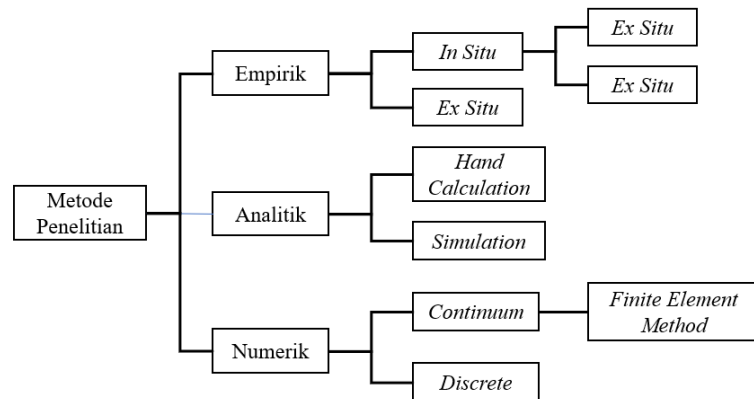 Metode
Penelitian
Empirik
In Situ
Ex Situ
Ex Situ
Ex Situ
Analitik
Hand
Calculation
Simulation
Numerik
Continuum
Finite Element
Method
Discrete